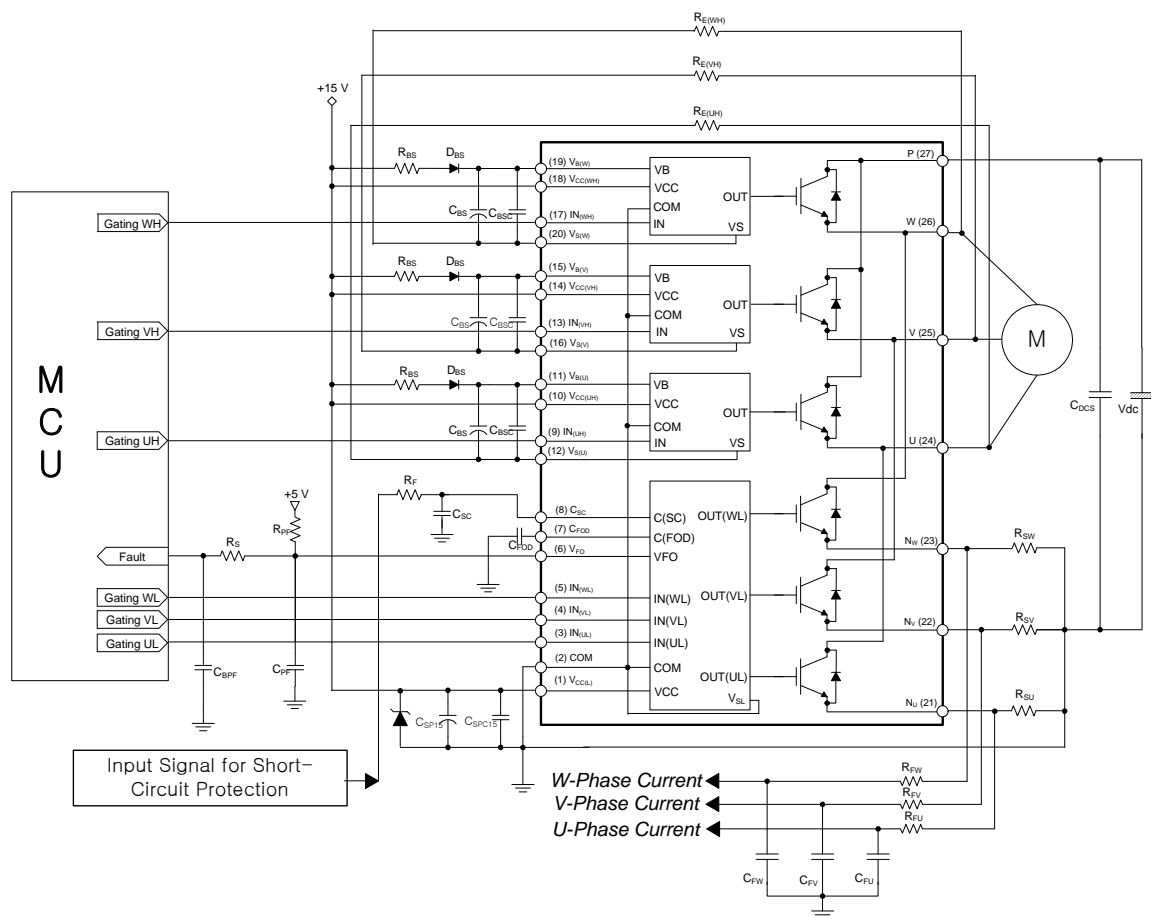 RE(WH)
RE(VH)
+15 V
RE(UH)
P (27)
RBS
DBS
(19) VB(W)
VB
(18) VCC(WH)
VCC
COM
OUT
CBS
CBSC
(17) IN(WH)
IN
VS
W (26)
Gating WH
(20) VS(W)
RBS
DBS
(15) VB(V)
VB
(14) VCC(VH)
VCC
COM
OUT
CBS
CBSC
(13) IN(VH)
IN
VS
V (25)
Gating VH
(16) VS(V)
M
RBS
DBS
(11) VB(U)
VB
(10) VCC(UH)
VCC
COM
OUT
CBS
CBSC
(9) IN(UH)
IN
VS
U (24)
Gating UH
(12) VS(U)
CDCS
Vdc
M
C
U
+5 V
RF
CSC
(8) CSC
C(SC)
OUT(WL)
RPF
CFOD
(7) CFOD
C(FOD)
RS
Fault
(6) VFO
VFO
NW (23)
RSW
Gating WL
(5) IN(WL)
IN(WL)
OUT(VL)
Gating VL
(4) IN(VL)
IN(VL)
NV (22)
RSV
Gating UL
(3) IN(UL)
IN(UL)
CBPF
CPF
(2) COM
COM
OUT(UL)
(1) VCC(L)
VCC
VSL
NU (21)
RSU
CSP15
CSPC15
Input Signal for Short-
Circuit Protection
W-Phase Current
RFW
V-Phase Current
RFV
U-Phase Current
RFU
CFW
CFV
CFU